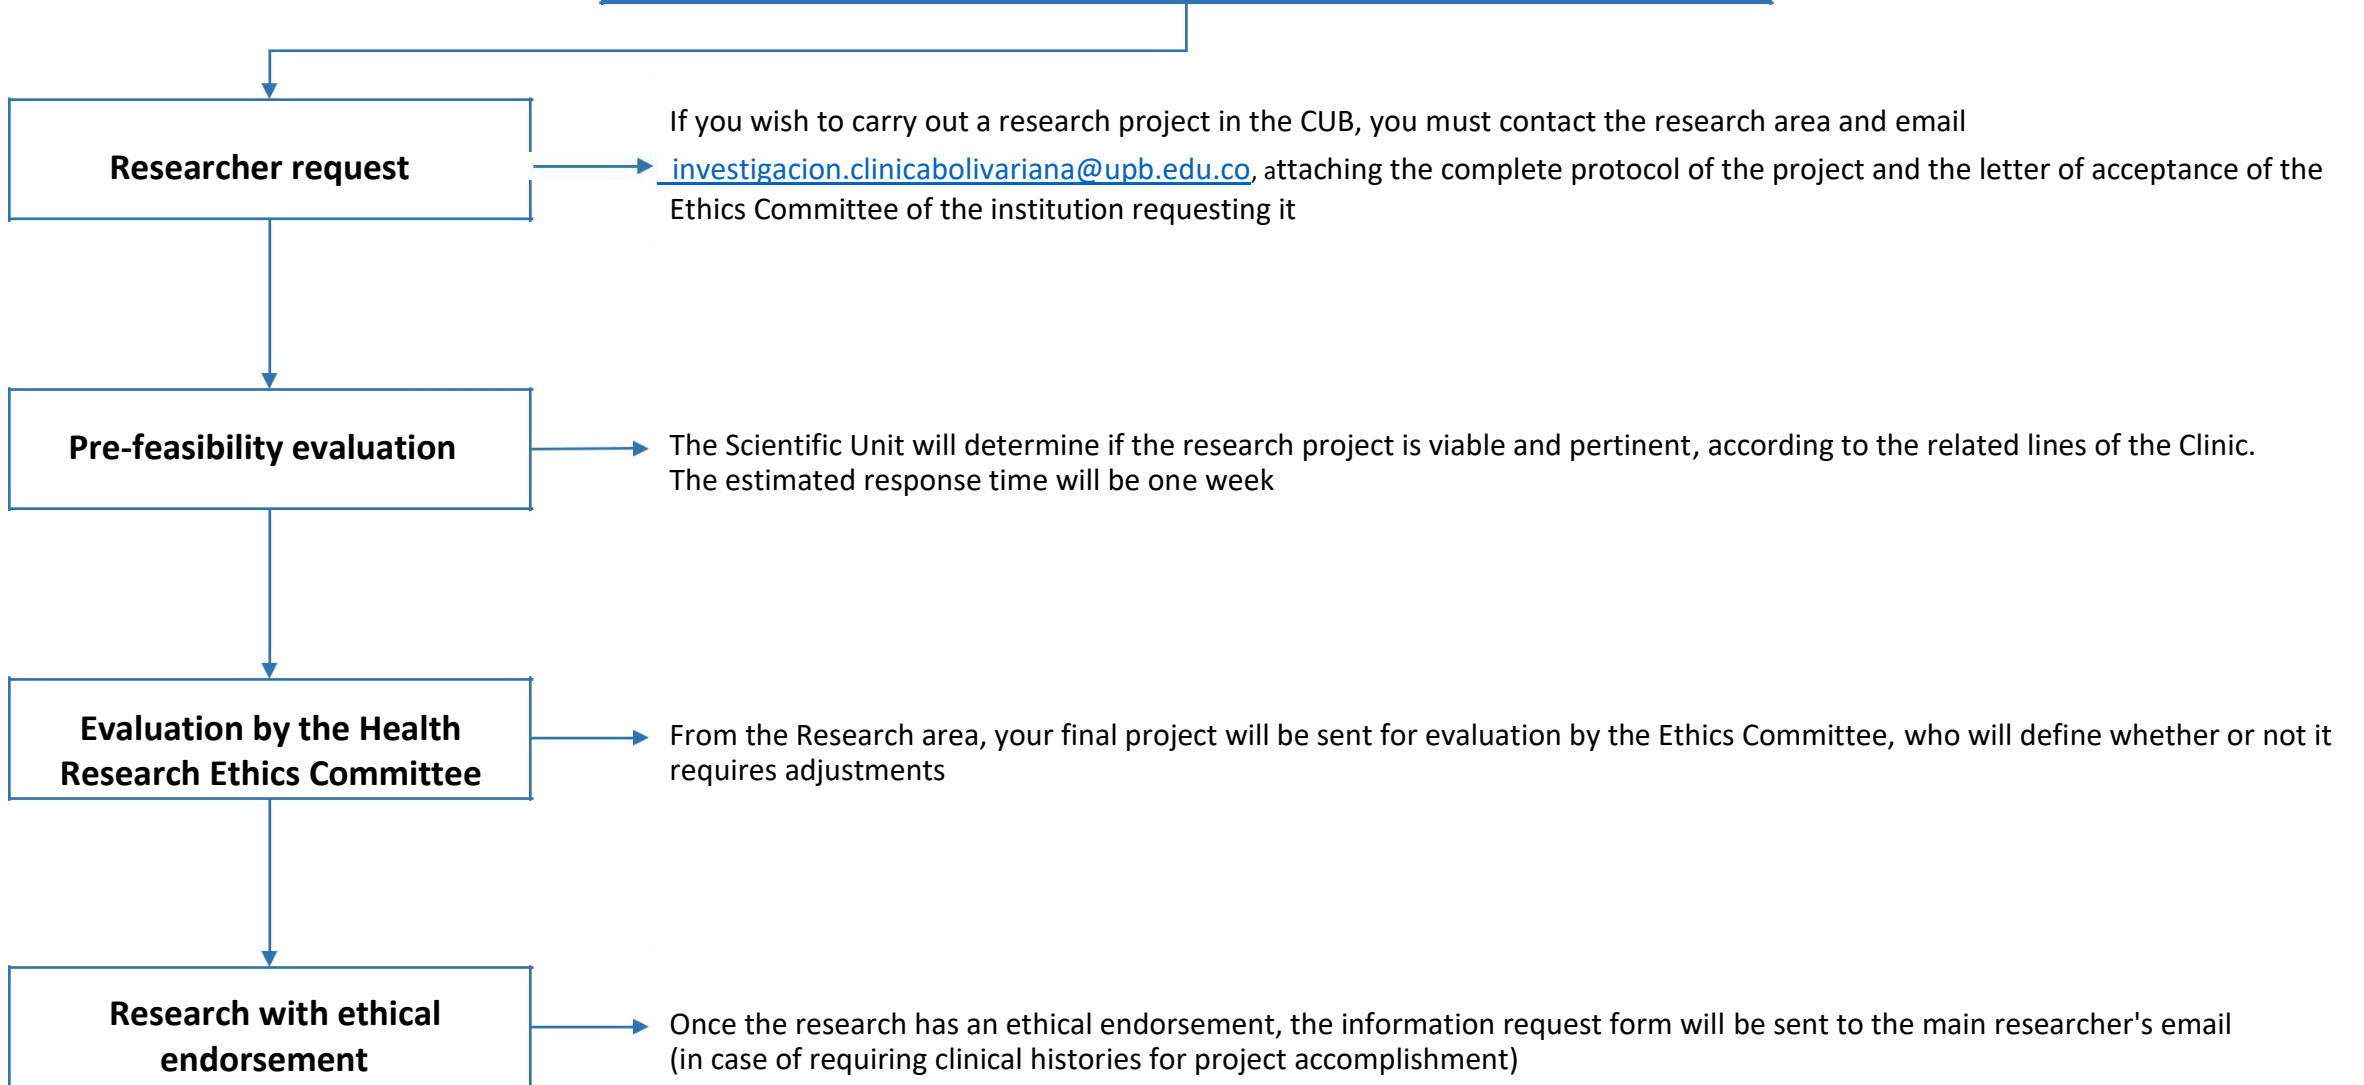 If you wish to carry out a research project in the CUB, you must contact the research area and email
Researcher request
investigacion.clinicabolivariana@upb.edu.co, attaching the complete protocol of the project and the letter of acceptance of the
Ethics Committee of the institution requesting it
Pre-feasibility evaluation
The Scientific Unit will determine if the research project is viable and pertinent, according to the related lines of the Clinic.
The estimated response time will be one week
Evaluation by the Health
Research Ethics Committee
From the Research area, your final project will be sent for evaluation by the Ethics Committee, who will define whether or not it
requires adjustments
Research with ethical
endorsement
Once the research has an ethical endorsement, the information request form will be sent to the main researcher's email
(in case of requiring clinical histories for project accomplishment)